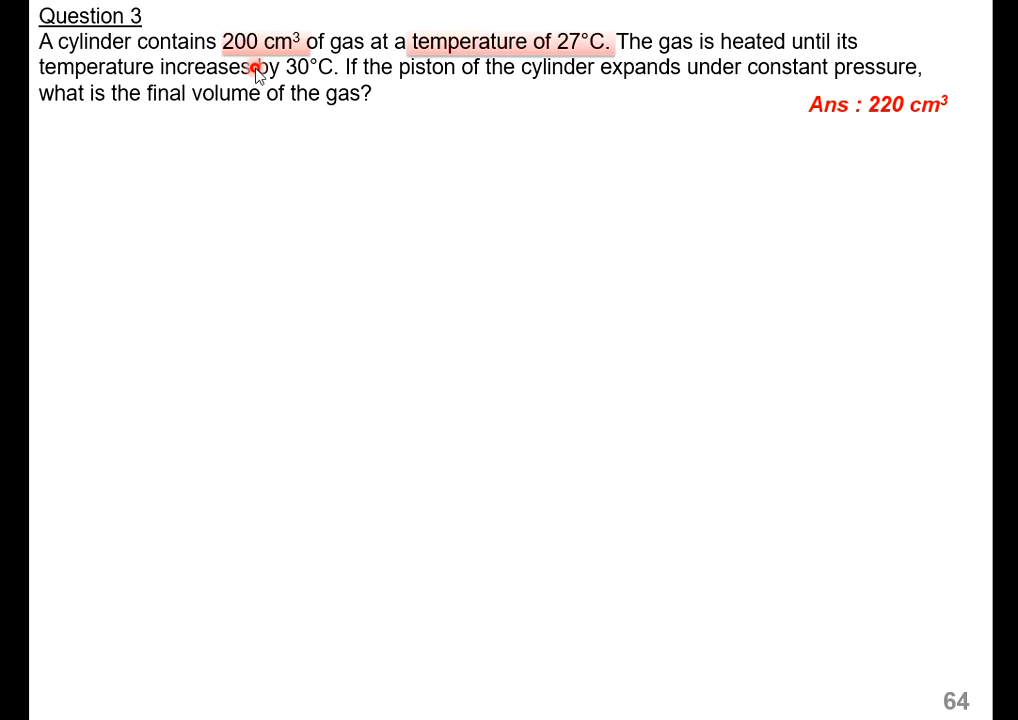 Question 3
A cylinder contains 200 cm³ of gas at a temperature of 27°C. The gas is heated until its
temperature increases by 30°C. If the piston of the cylinder expands under constant pressure,
what is the final volume of the gas?
Ans : 220 cm³
64